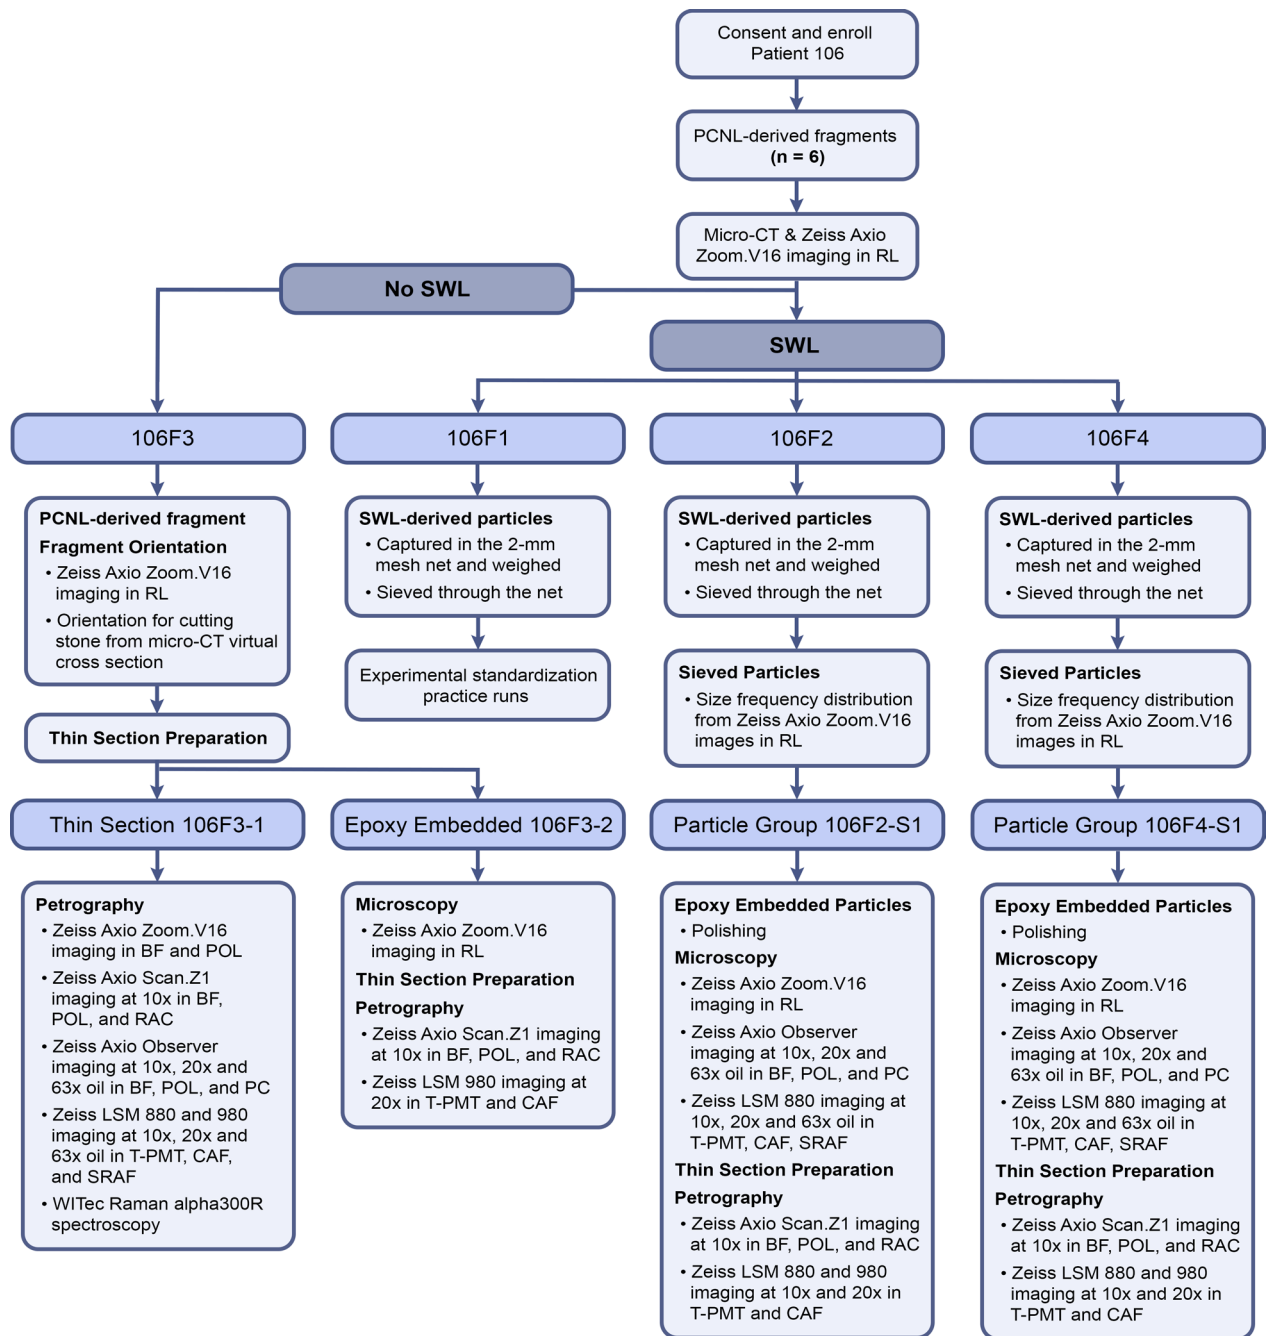 Consent and enroll
Patient 106
PCNL-derived fragments
(n = 6)
Micro-CT & Zeiss Axio
Zoom.V16 imaging in RL
No SWL
SWL
106F3
106F1
106F2
106F4
PCNL-derived fragment
Fragment Orientation
• Zeiss Axio Zoom.V16
imaging in RL
• Orientation for cutting
stone from micro-CT virtual
cross section
Thin Section Preparation
SWL-derived particles
• Captured in the 2-mm
mesh net and weighed
• Sieved through the net
Experimental standardization
practice runs
SWL-derived particles
• Captured in the 2-mm
mesh net and weighed
• Sieved through the net
Sieved Particles
• Size frequency distribution
from Zeiss Axio Zoom.V16
images in RL
SWL-derived particles
• Captured in the 2-mm
mesh net and weighed
• Sieved through the net
Sieved Particles
• Size frequency distribution
from Zeiss Axio Zoom.V16
images in RL
Thin Section 106F3-1
Epoxy Embedded 106F3-2
Particle Group 106F2-S1
Particle Group 106F4-S1
Petrography
• Zeiss Axio Zoom.V16
imaging in BF and POL
• Zeiss Axio Scan.Z1
imaging at 10x in BF,
POL, and RAC
• Zeiss Axio Observer
imaging at 10x, 20x and
63x oil in BF, POL, and PC
• Zeiss LSM 880 and 980
imaging at 10x, 20x and
63x oil in T-PMT, CAF,
and SRAF
• WITec Raman alpha300R
spectroscopy
Microscopy
• Zeiss Axio Zoom.V16
imaging in RL
Thin Section Preparation
Petrography
• Zeiss Axio Scan.Z1 imaging
at 10x in BF, POL, and RAC
• Zeiss LSM 980 imaging at
20x in T-PMT and CAF
Epoxy Embedded Particles
• Polishing
Microscopy
• Zeiss Axio Zoom.V16
imaging in RL
• Zeiss Axio Observer
imaging at 10x, 20x and
63x oil in BF, POL, and PC
• Zeiss LSM 880 imaging at
10x, 20x and 63x oil in
T-PMT, CAF, SRAF
Thin Section Preparation
Petrography
• Zeiss Axio Scan.Z1 imaging
at 10x in BF, POL, and RAC
• Zeiss LSM 880 and 980
imaging at 10x and 20x in
T-PMT and CAF
Epoxy Embedded Particles
• Polishing
Microscopy
• Zeiss Axio Zoom.V16
imaging in RL
• Zeiss Axio Observer
imaging at 10x, 20x and
63x oil in BF, POL, and PC
• Zeiss LSM 880 imaging at
10x, 20x and 63x oil in
T-PMT, CAF, SRAF
Thin Section Preparation
Petrography
• Zeiss Axio Scan.Z1 imaging
at 10x in BF, POL, and RAC
• Zeiss LSM 880 and 980
imaging at 10x and 20x in
T-PMT and CAF